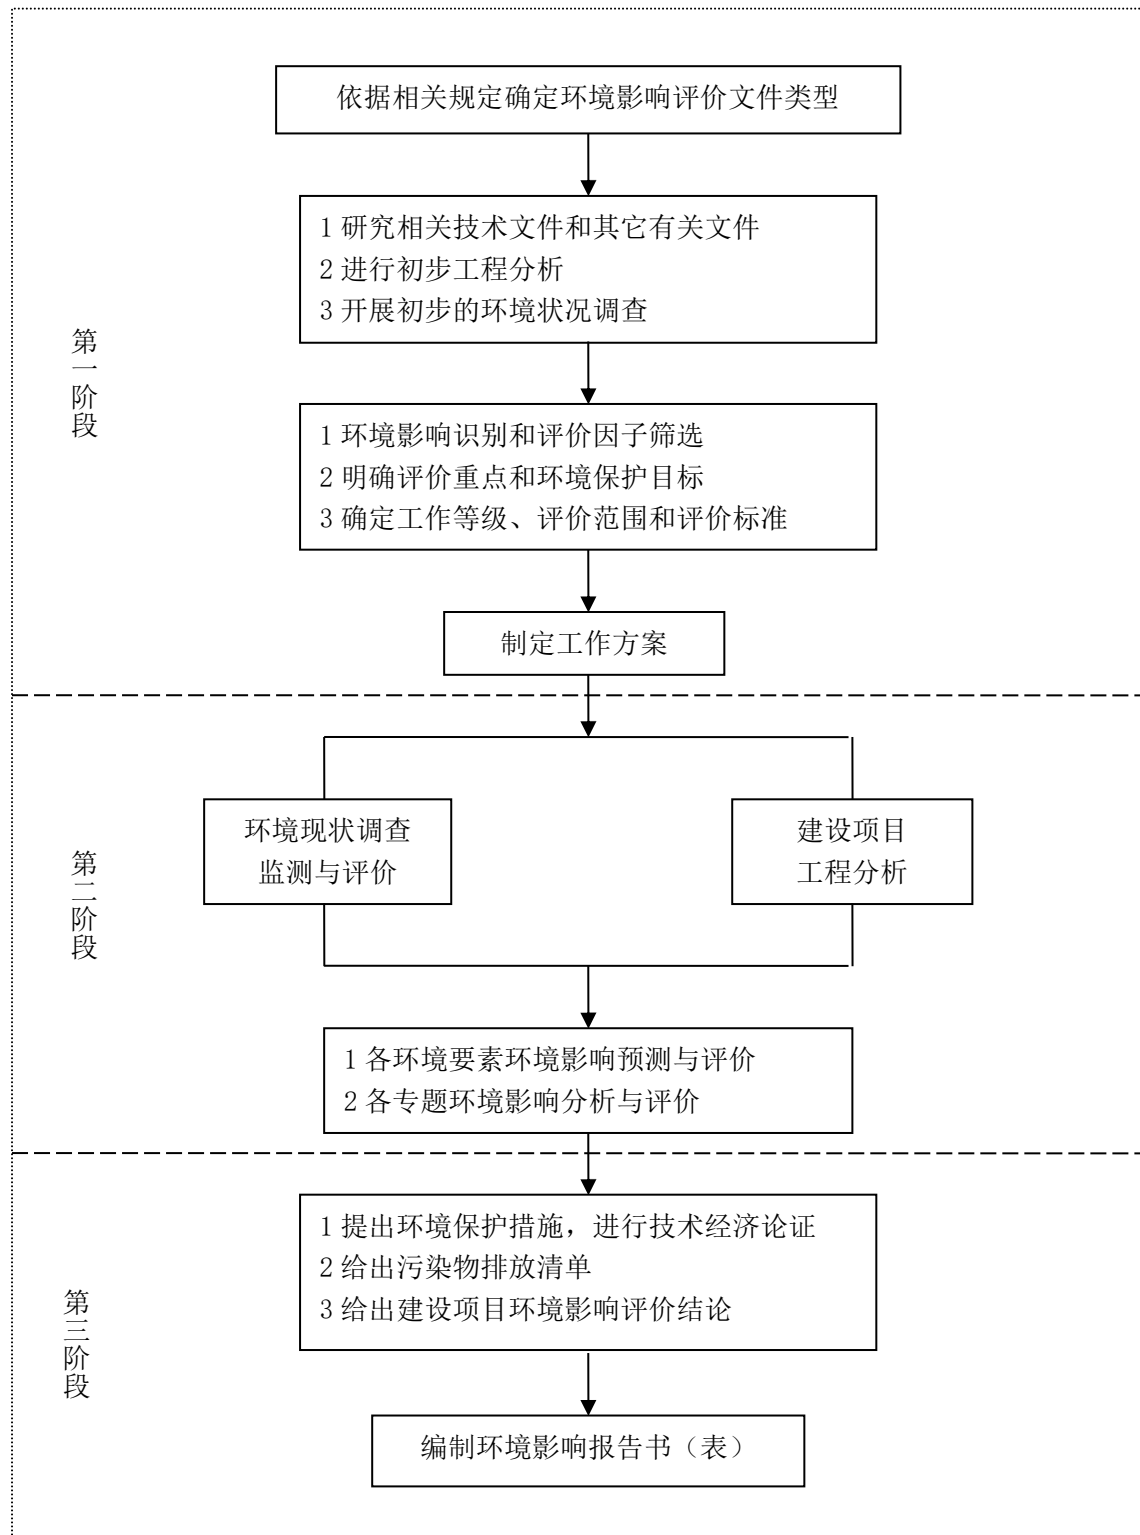 依据相关规定确定环境影响评价文件类型
1 研究相关技术文件和其它有关文件
2 进行初步工程分析
3 开展初步的环境状况调查
第一阶段
1 环境影响识别和评价因子筛选
2 明确评价重点和环境保护目标
3 确定工作等级、评价范围和评价标准
制定工作方案
第二阶段
环境现状调查
监测与评价
建设项目
工程分析
1 各环境要素环境影响预测与评价
2 各专题环境影响分析与评价
第三阶段
1 提出环境保护措施，进行技术经济论证
2 给出污染物排放清单
3 给出建设项目环境影响评价结论
编制环境影响报告书（表）